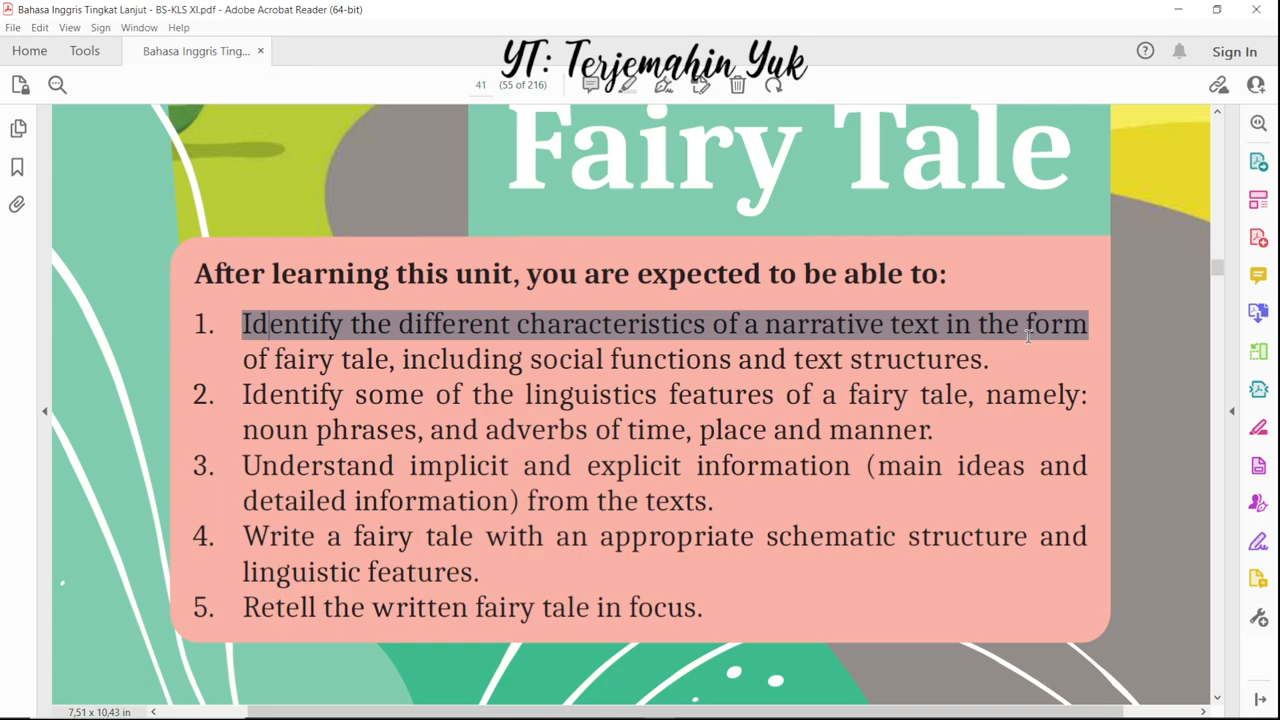 Bahasa Inggris Tingkat Lanjut - BS-KLS XI.pdf - Adobe Acrobat Reader (64-bit)
File Edit View Sign Window Help
Home Tools Bahasa Inggris Ting... × Sign In
YT: Terjemahin Yuk
41 (55 of 216)
Fairy Tale
After learning this unit, you are expected to be able to:
1. Identify the different characteristics of a narrative text in the form
of fairy tale, including social functions and text structures.
2. Identify some of the linguistics features of a fairy tale, namely:
noun phrases, and adverbs of time, place and manner.
3. Understand implicit and explicit information (main ideas and
detailed information) from the texts.
4. Write a fairy tale with an appropriate schematic structure and
linguistic features.
5. Retell the written fairy tale in focus.
7,51 x 10,43 in